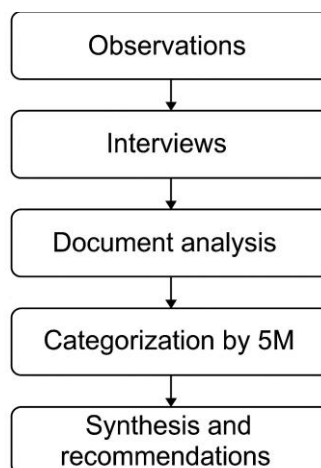 Observations
Interviews
Document analysis
Categorization by 5M
Synthesis and
recommendations